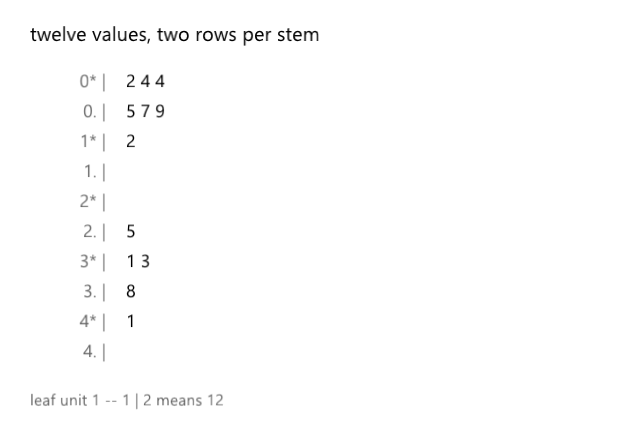 twelve values, two rows per stem
0* | 2 4 4
0. | 5 7 9
1* | 2
1. |
2* |
2. | 5
3* | 1 3
3. | 8
4* | 1
4. |
leaf unit 1 -- 1 | 2 means 12